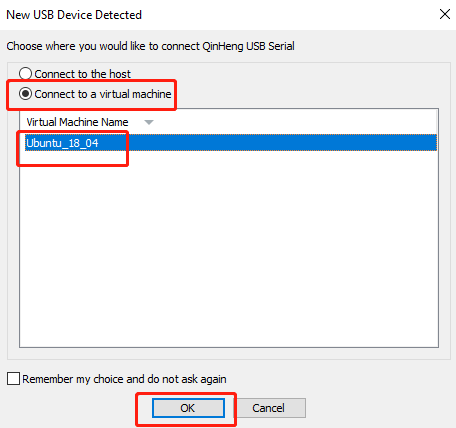 New USB Device Detected
Choose where you would like to connect QinHeng USB Serial
Connect to the host
Connect to a virtual machine
Virtual Machine Name
Ubuntu_18_04
Remember my choice and do not ask again
OK
Cancel